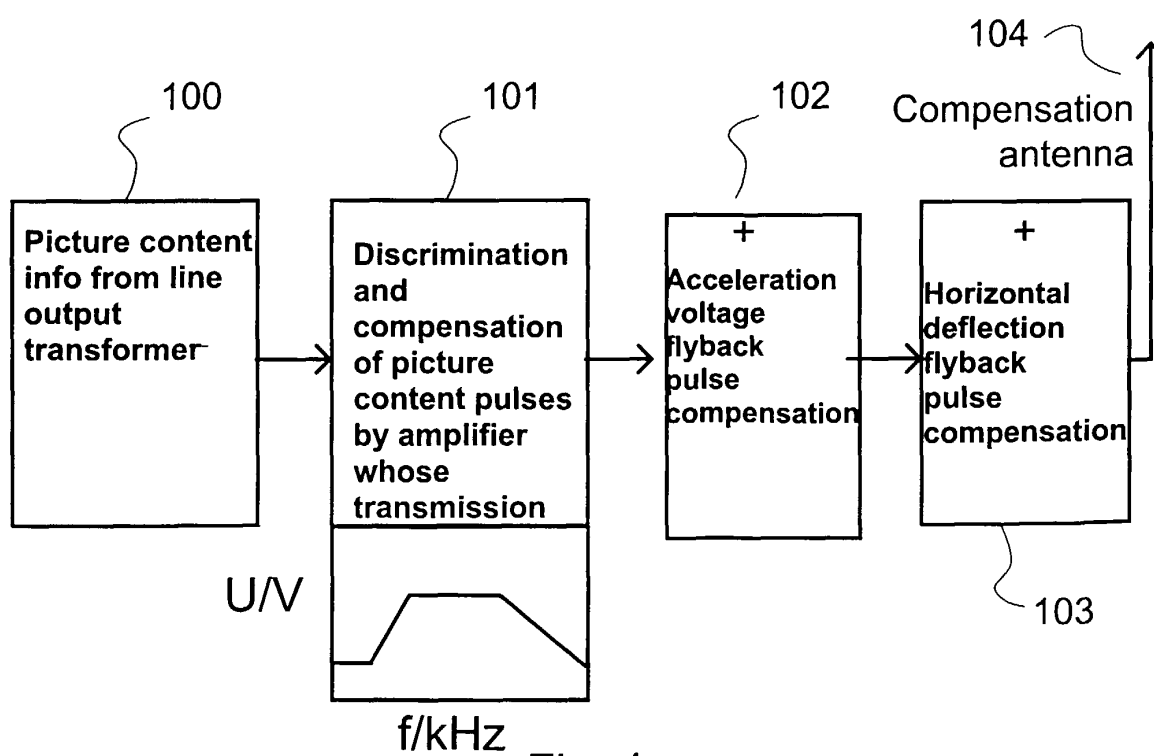 104
100
101
102
Compensation
antenna
Picture content
info from line
output
transformer
Discrimination
and
compensation
of picture
content pulses
by amplifier
whose
transmission
+
Acceleration
voltage
flyback
pulse
compensation
+
Horizontal
deflection
flyback
pulse
compensation
U/V
103
f/kHz